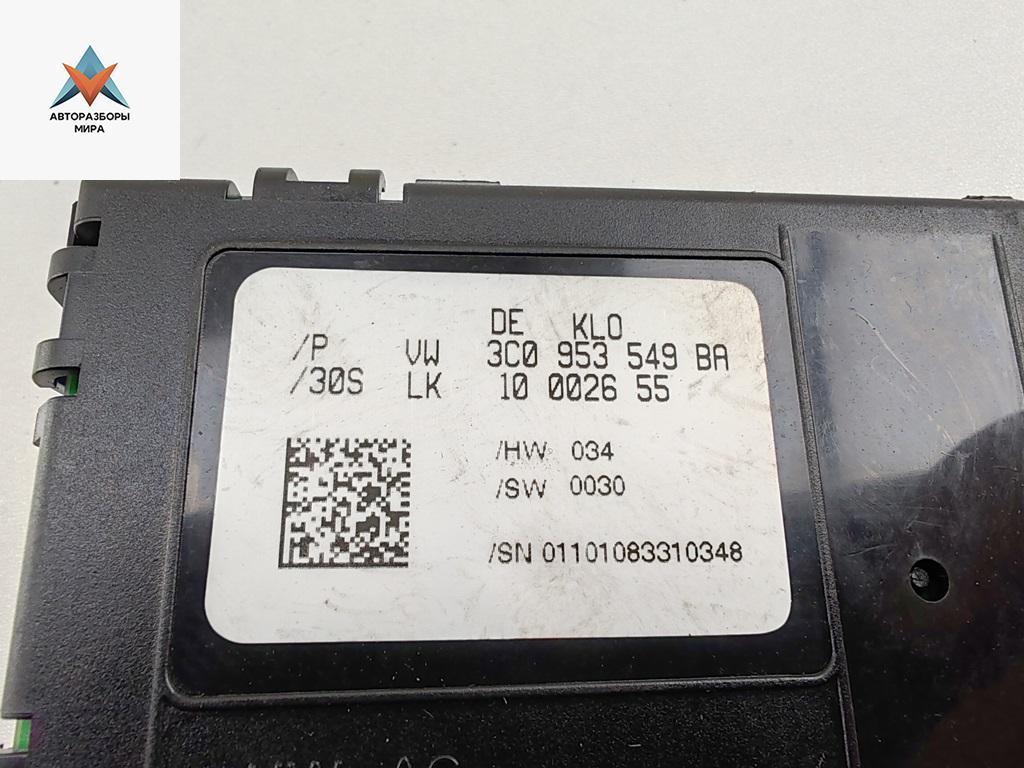 АВТОРАЗБОРЫ
МИРА
DE KLO
/P VW 3C0 953 549 BA
/30S LK 10 0026 55
/HW 034
/SW 0030
/SN 01101083310348